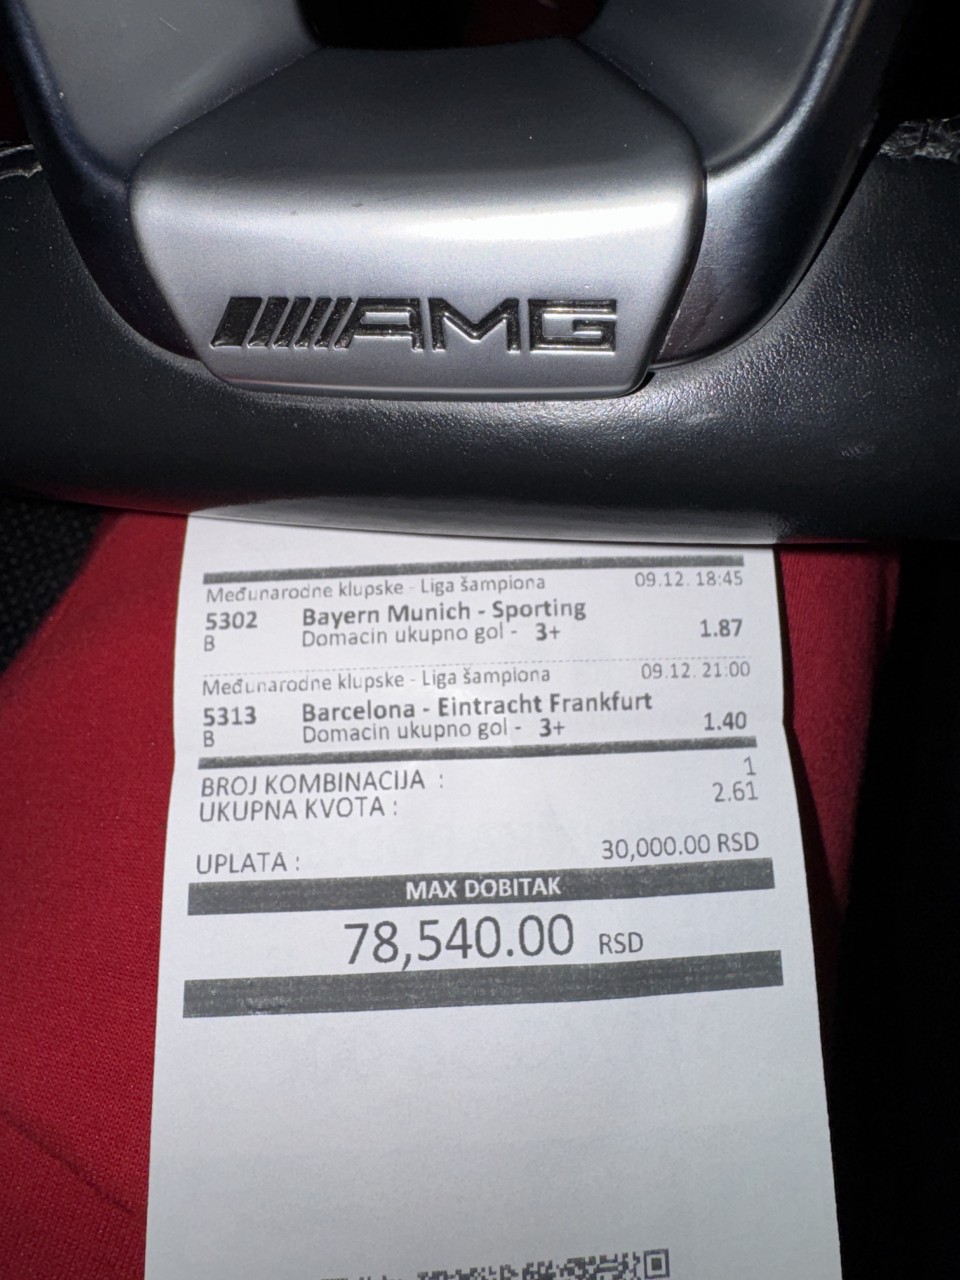 AMG
Međunarodne klupske - Liga šampiona 09.12. 18:45
5302 Bayern Munich - Sporting
B Domacin ukupno gol - 3+ 1.87
Međunarodne klupske - Liga šampiona 09.12. 21:00
5313 Barcelona - Eintracht Frankfurt
B Domacin ukupno gol - 3+ 1.40
BROJ KOMBINACIJA : 1
UKUPNA KVOTA : 2.61
UPLATA : 30,000.00 RSD
MAX DOBITAK
78,540.00 RSD